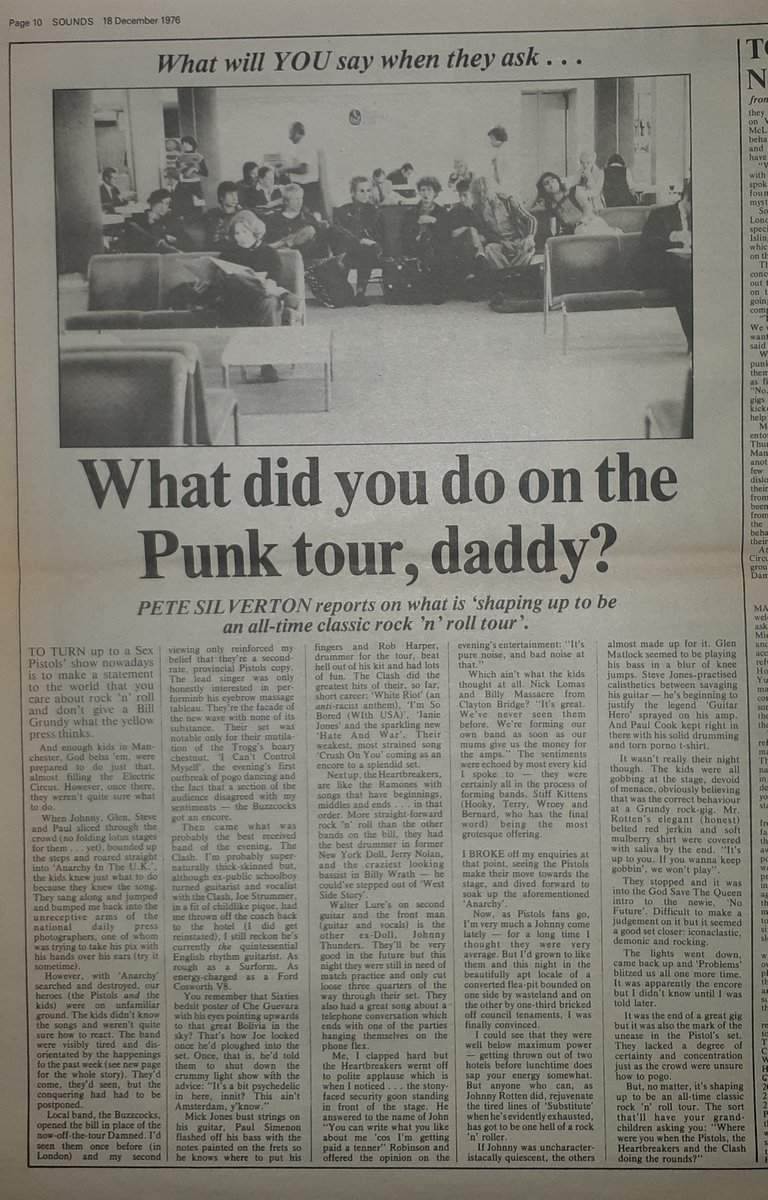 Page 10 SOUNDS 18 December 1976
What will YOU say when they ask . . .
What did you do on the
Punk tour, daddy?
PETE SILVERTON reports on what is ‘shaping up to be
an all-time classic rock ’n’ roll tour’.
TO TURN up to a Sex
Pistols’ show nowadays
is to make a statement
to the world that you
care about rock ’n’ roll
and don’t give a Bill
Grundy what the yellow
press thinks.
And enough kids in Man-
chester, God belss ’em, were
prepared to do just that,
almost filling the Electric
Circus. However, once there,
they weren’t quite sure what
to do.
When Johnny, Glen, Steve
and Paul sliced through the
crowd (no folding lotus stages
for them . . . yet), bounded up
the steps and roared straight
into ‘Anarchy In The U.K.’,
the kids knew just what to do
because they knew the song.
They sang along and jumped
and bumped me back into the
unreceptive arms of the
national daily press
photographers, one of whom
was trying to take his pix with
his hands over his ears (try it
sometime).
However, with ‘Anarchy’
searched and destroyed, our
heroes (the Pistols and the
kids) were on unfamiliar
ground. The kids didn’t know
the songs and weren’t quite
sure how to react. The band
were visibly tired and dis-
orientated by the happenings
fo the past week (see new page
for the whole story). They’d
come, they’d seen, but the
conquering had had to be
postponed.
Local band, the Buzzcocks,
opened the bill in place of the
now-off-the-tour Damned. I’d
seen them once before (in
London) and my second
viewing only reinforced my
belief that they’re a second-
rate, provincial Pistols copy.
The lead singer was only
honestly interested in per-
forminb his eyebrow massage
tableau. They’re the facade of
the new wave with none of its
substance. Their set was
notable only for their mutila-
tion of the Trogg’s hoary
chestnut, ‘I Can’t Control
Myself’, the evening’s first
outbreak of pogo dancing and
the fact that a section of the
audience disagreed with my
sentiments — the Buzzcocks
got an encore.
Then came what was
probably the best received
band of the evening, The
Clash. I’m probably super-
naturally thick-skinned but,
although ex-public schoolboy
turned guitarist and vocalist
with the Clash, Joe Strummer,
in a fit of childlike pique, had
me thrown off the coach back
to the hotel (I did get
reinstated), I still reckon he’s
currently the quintessential
English rhythm guitarist. As
rough as a Surform. As
energy-charged as a Ford
Cosworth V8.
You remember that Sixties
bedsit poster of Che Guevara
with his eyes pointing upwards
to that great Bolivia in the
sky? That’s how Joe looked
once he’d ploughed into the
set. Once, that is, he’d told
them to shut down the
crummy light show with the
advice: “It’s a bit psychedelic
in here, innit? This ain’t
Amsterdam, y’know.”
Mick Jones bust strings on
his guitar, Paul Simenon
flashed off his bass with the
notes painted on the frets so
he knows where to put his
fingers and Rob Harper,
drummer for the tour, beat
hell out of his kit and had lots
of fun. The Clash did the
greatest hits of their, so far,
short career: ‘White Riot’ (an
anti-racist anthem), ‘I’m So
Bored (WIth USA)’, ‘Janie
Jones’ and the sparkling new
‘Hate And War’. Their
weakest, most strained song
‘Crush On You’ coming as an
encore to a splendid set.
Next up, the Heartbreakers,
are like the Ramones with
songs that have beginnings,
middles and ends . . . in that
order. More straight-forward
rock ’n’ roll than the other
bands on the bill, they had
the best drummer in former
New York Doll, Jerry Nolan,
and the craziest looking
bassist in Billy Wrath — he
could’ve stepped out of ‘West
Side Story’.
Walter Lure’s on second
guitar and the front man
(guitar and vocals) is the
other ex-Doll, Johnny
Thunders. They’ll be very
good in the future but this
night they were still in need of
match practice and only cut
loose three quarters of the
way through their set. They
also had a great song about a
telephone conversation which
ends with one of the parties
hanging themselves on the
phone flex.
Me, I clapped hard but
the Heartbreakers wernt off
to polite applause which is
when I noticed . . . the stony-
faced security goon standing
in front of the stage. He
answered to the name of John
“You can write what you like
about me ’cos I’m getting
paid a tenner” Robinson and
offered the opinion on the
evening’s entertainment: “It’s
pure noise, and bad noise at
that.”
Which ain’t what the kids
thought at all. Nick Lomas
and Billy Massacre from
Clayton Bridge? “It’s great.
We’ve never seen them
before. We’re forming our
own band as soon as our
mums give us the money for
the amps.” The sentiments
were echoed by most every kid
I spoke to — they were
certainly all in the process of
forming bands, Stiff Kittens
(Hooky, Terry, Wroey and
Bernard, who has the final
word) being the most
grotesque offering.
I BROKE off my enquiries at
that point, seeing the Pistols
make their move towards the
stage, and dived forward to
soak up the aforementioned
‘Anarchy’.
Now, as Pistols fans go,
I’m very much a Johnny come
lately — for a long time I
thought they were very
average. But I’d grown to like
them and this night in the
beautifully apt locale of a
converted flea-pit bounded on
one side by wasteland and on
the other by one-third bricked
off council tenaments, I was
finally convinced.
I could see that they were
well below maximum power
— getting thrown out of two
hotels before lunchtime does
sap your energy somewhat.
But anyone who can, as
Johnny Rotten did, rejuvenate
the tired lines of ‘Substitute’
when he’s evidently exhausted,
has got to be one hell of a rock
’n’ roller.
If Johnny was uncharacter-
istacally quiescent, the others
almost made up for it. Glen
Matlock seemed to be playing
his bass in a blur of knee
jumps. Steve Jones-practised
calisthetics between savaging
his guitar — he’s beginning to
justify the legend ‘Guitar
Hero’ sprayed on his amp.
And Paul Cook kept right in
there with his solid drumming
and torn porno t-shirt.
It wasn’t really their night
though. The kids were all
gobbing at the stage, devoid
of menace, obviously believing
that was the correct behaviour
at a Grundy rock-gig. Mr.
Rotten’s elegant (honest)
belted red jerkin and soft
mulberry shirt were covered
with saliva by the end. “It’s
up to you. If you wanna keep
gobbin’, we won’t play”.
They stopped and it was
into the God Save The Queen
intro to the newie, ‘No
Future’. Difficult to make a
judgement on it but it seemed
a good set closer: iconaclastic,
demonic and rocking.
The lights went down,
came back up and ‘Problems’
blitzed us all one more time.
It was apparently the encore
but I didn’t know until I was
told later.
It was the end of a great gig
but it was also the mark of the
unease in the Pistol’s set.
They lacked a degree of
certainty and concentration
just as the crowd were unsure
how to pogo.
But, no matter, it’s shaping
up to be an all-time classic
rock ’n’ roll tour. The sort
that’ll have your grand-
children asking you; “Where
were you when the Pistols, the
Heartbreakers and the Clash
doing the rounds?”